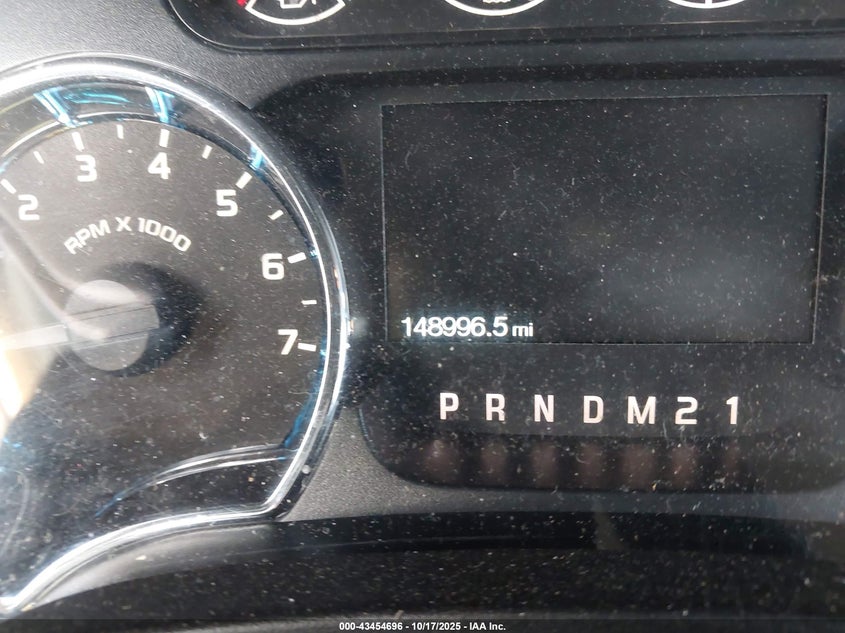 2 3 4 5 6 7
RPM X 1000
148996.5 mi
P R N D M 2 1
000-43454696 - 10/17/2025 - IAA Inc.